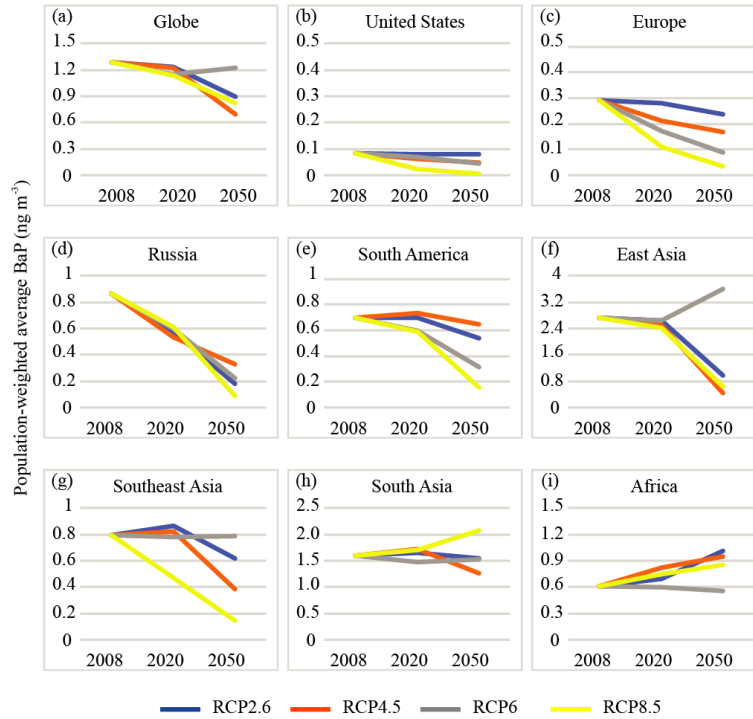 Population-weighted average BaP (ng m⁻³)
(a)
Globe
1.5
1.2
0.9
0.6
0.3
0
2008 2020 2050
(b)
United States
0.5
0.4
0.3
0.2
0.1
0
2008 2020 2050
(c)
Europe
0.5
0.4
0.3
0.2
0.1
0
2008 2020 2050
(d)
Russia
1
0.8
0.6
0.4
0.2
0
2008 2020 2050
(e)
South America
1
0.8
0.6
0.4
0.2
0
2008 2020 2050
(f)
East Asia
4
3.2
2.4
1.6
0.8
0
2008 2020 2050
(g)
Southeast Asia
1
0.8
0.6
0.4
0.2
0
2008 2020 2050
(h)
South Asia
2.5
2.0
1.5
1.0
0.5
0
2008 2020 2050
(i)
Africa
1.5
1.2
0.9
0.6
0.3
0
2008 2020 2050
RCP2.6 RCP4.5 RCP6 RCP8.5